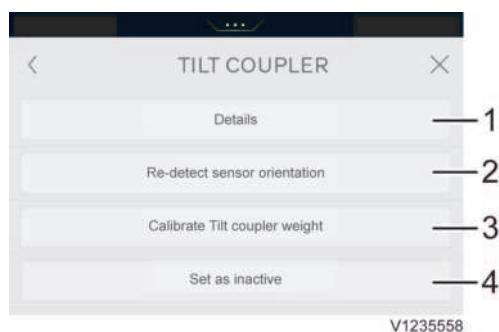 TILT COUPLER
Details
1
Re-detect sensor orientation
2
Calibrate Tilt coupler weight
3
Set as inactive
4
V1235558